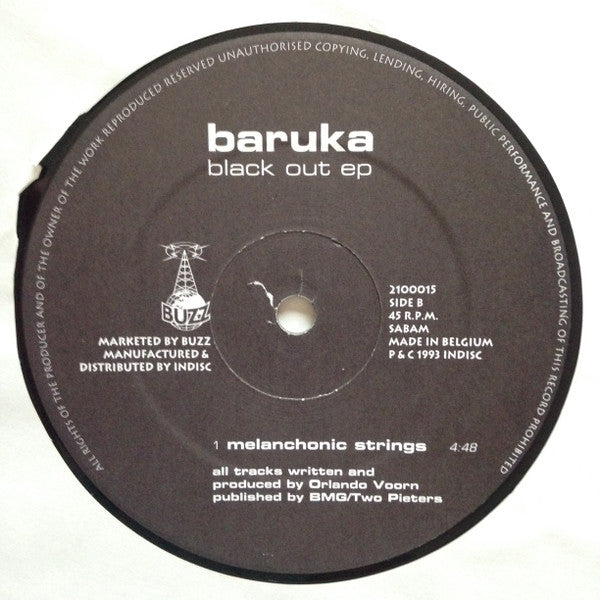 ALL RIGHTS OF THE PRODUCER AND OF THE OWNER OF THE WORK REPRODUCED RESERVED UNAUTHORISED COPYING, LENDING, HIRING, PUBLIC PERFORMANCE AND BROADCASTING OF THIS RECORD PROHIBITED
baruka
black out ep
BUZZ
MARKETED BY BUZZ
MANUFACTURED &
DISTRIBUTED BY INDISC
2100015
SIDE B
45 R.P.M.
SABAM
MADE IN BELGIUM
P & C 1993 INDISC
1 melanchonic strings 4:48
all tracks written and
produced by Orlando Voorn
published by BMG/Two Pieters